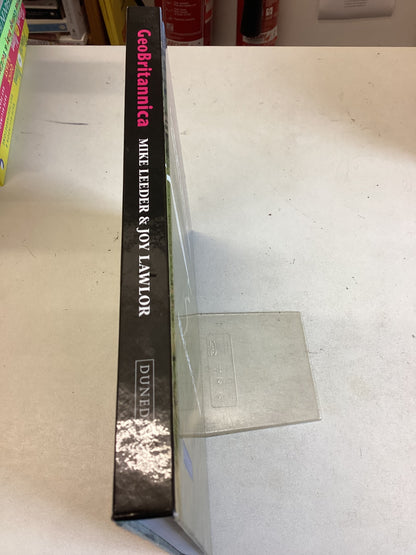 GeoBritannica
MIKE LEEDER & JOY LAWLOR
DUNED